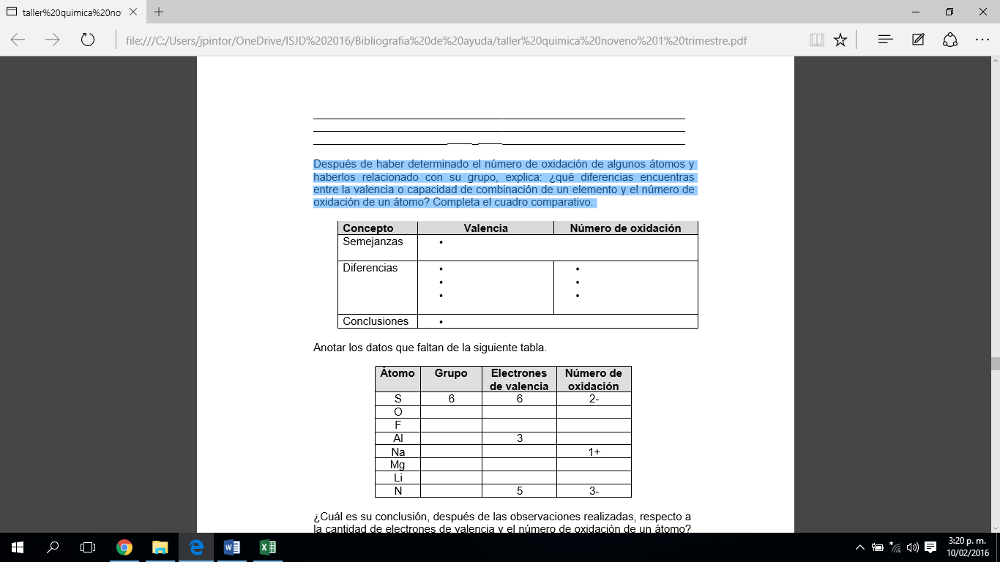 taller%20quimica%20no
file:///C:/Users/jpintor/OneDrive/ISJD%202016/Bibliografia%20de%20ayuda/taller%20quimica%20noveno%201%20trimestre.pdf
Después de haber determinado el número de oxidación de algunos átomos y
haberlos relacionado con su grupo, explica: ¿qué diferencias encuentras
entre la valencia o capacidad de combinación de un elemento y el número de
oxidación de un átomo? Completa el cuadro comparativo.
Concepto Valencia Número de oxidación
Semejanzas •
Diferencias • •
• •
• •
Conclusiones •
Anotar los datos que faltan de la siguiente tabla.
Átomo Grupo Electrones de valencia Número de oxidación
S 6 6 2-
O
F
Al 3
Na 1+
Mg
Li
N 5 3-
¿Cuál es su conclusión, después de las observaciones realizadas, respecto a
la cantidad de electrones de valencia y el número de oxidación de un átomo?
3:20 p. m.
10/02/2016